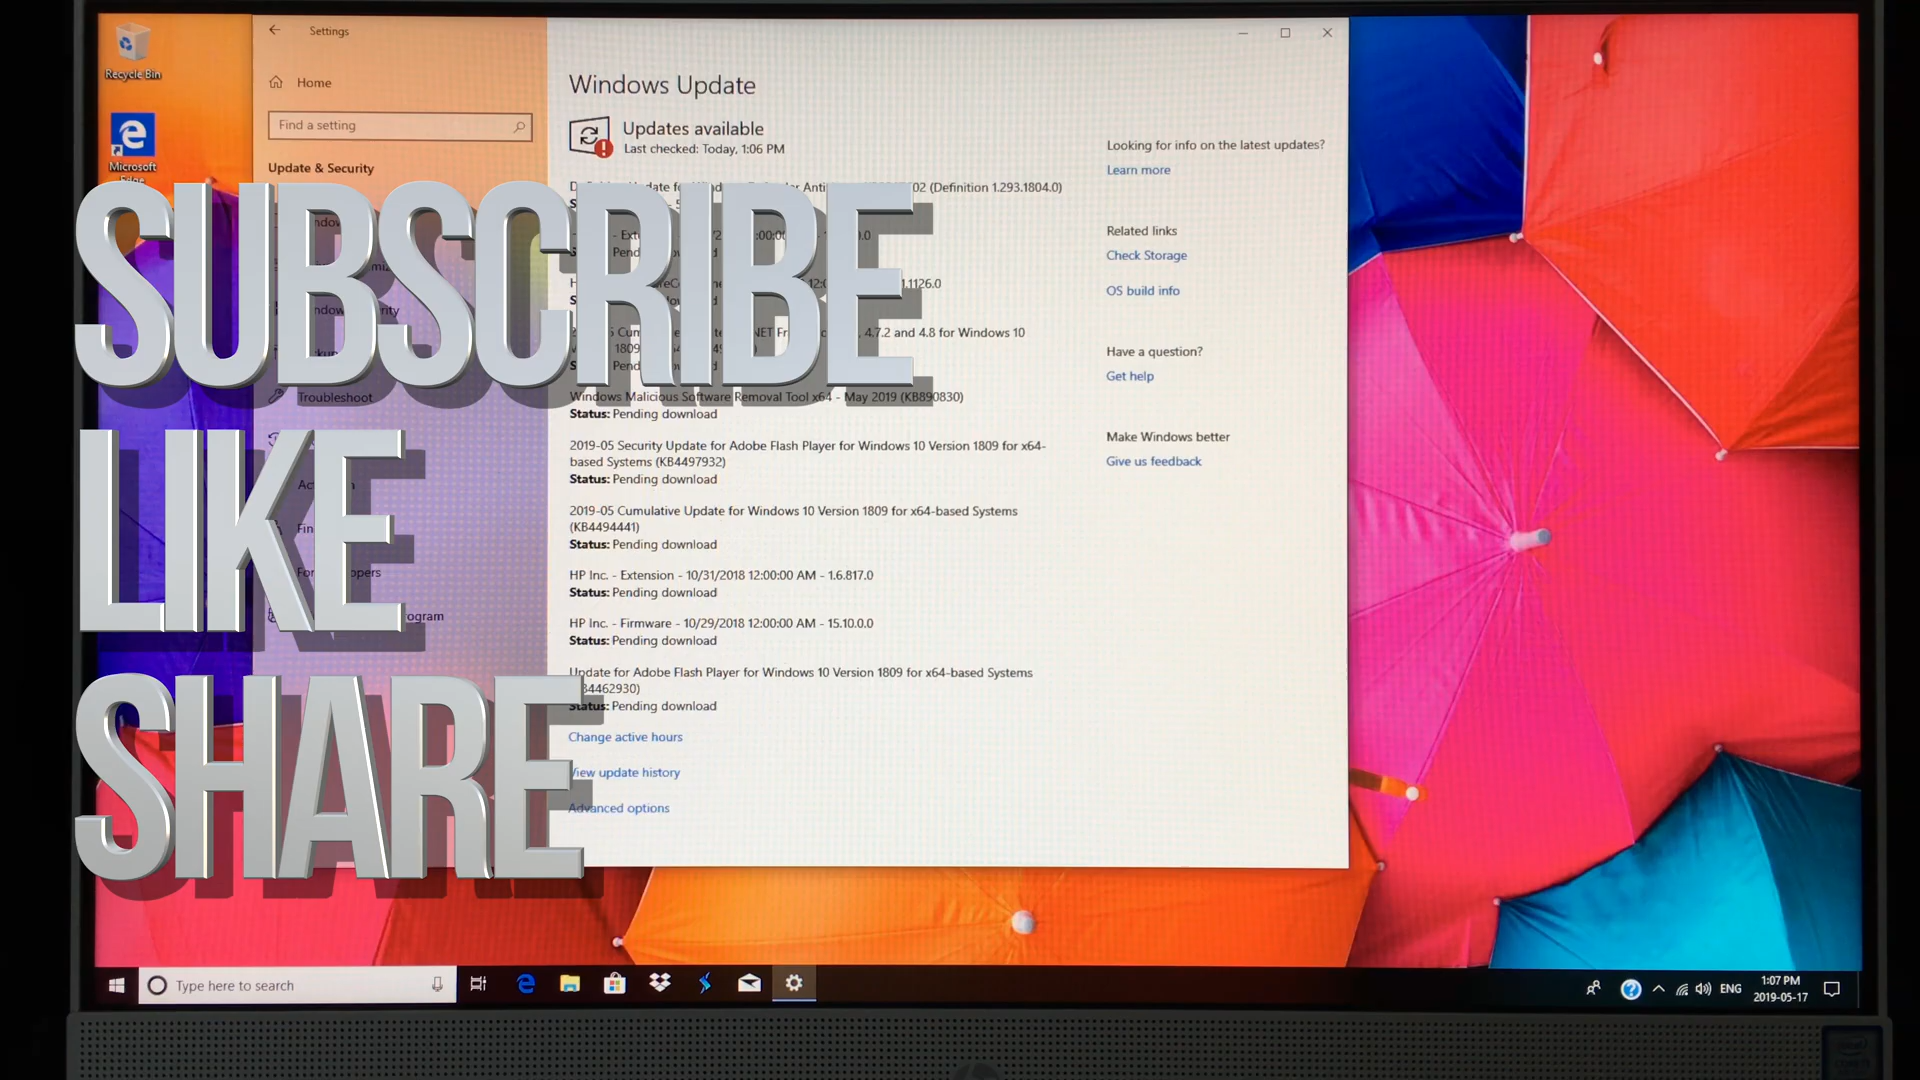 Recycle Bin
Microsoft
Edge
Settings
Home
Find a setting
Update & Security
Troubleshoot
SUBSCRIBE
LIKE
SHARE
Windows Update
Updates available
Last checked: Today, 1:06 PM
(Definition 1.293.1804.0)
4.7.2 and 4.8 for Windows 10
Windows Malicious Software Removal Tool x64 - May 2019 (KB890830)
Status: Pending download
2019-05 Security Update for Adobe Flash Player for Windows 10 Version 1809 for x64-
based Systems (KB4497932)
Status: Pending download
2019-05 Cumulative Update for Windows 10 Version 1809 for x64-based Systems
(KB4494441)
Status: Pending download
HP Inc. - Extension - 10/31/2018 12:00:00 AM - 1.6.817.0
Status: Pending download
HP Inc. - Firmware - 10/29/2018 12:00:00 AM - 15.10.0.0
Status: Pending download
Update for Adobe Flash Player for Windows 10 Version 1809 for x64-based Systems
Status: Pending download
Change active hours
View update history
Advanced options
Looking for info on the latest updates?
Learn more
Related links
Check Storage
OS build info
Have a question?
Get help
Make Windows better
Give us feedback
Type here to search
ENG
1:07 PM
2019-05-17